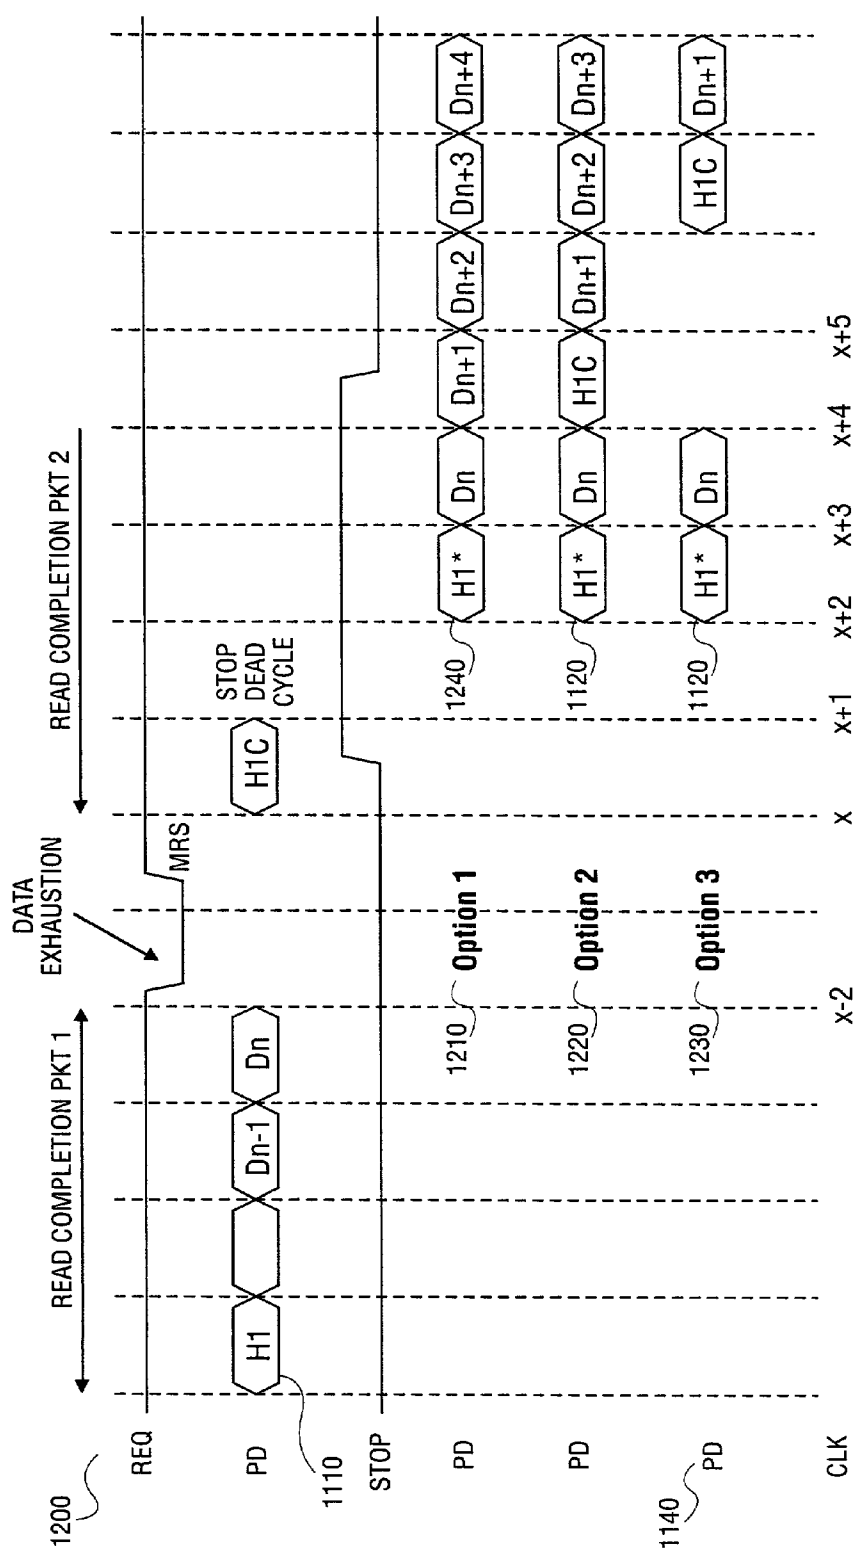 1200
READ COMPLETION PKT 1
DATA
EXHAUSTION
READ COMPLETION PKT 2
REQ
MRS
PD
1110
H1
Dn-1
Dn
H1C
STOP
DEAD
CYCLE
STOP
PD
1210
Option 1
1240
H1*
Dn
Dn+1
Dn+2
Dn+3
Dn+4
PD
1220
Option 2
1120
H1*
Dn
H1C
Dn+1
Dn+2
Dn+3
1140
PD
1230
Option 3
1120
H1*
Dn
H1C
Dn+1
CLK
x-2
x
x+1
x+2
x+3
x+4
x+5